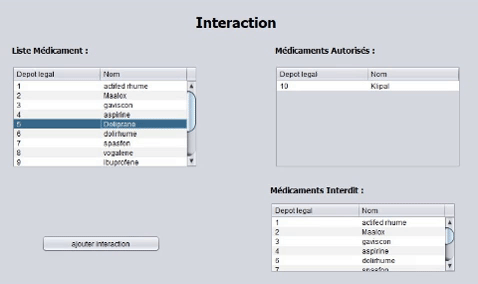 Interaction
Liste Médicament :
Depot legal Nom
1 actifed rhume
2 Maalox
3 gaviscon
4 aspirine
5 Doliprane
6 dolirhume
7 spasfon
8 vogalene
9 ibuprofene
ajouter interaction
Médicaments Autorisés :
Depot legal Nom
10 Klipal
Médicaments Interdit :
Depot legal Nom
1 actifed rhume
2 Maalox
3 gaviscon
4 aspirine
6 dolirhume
7 spasfon